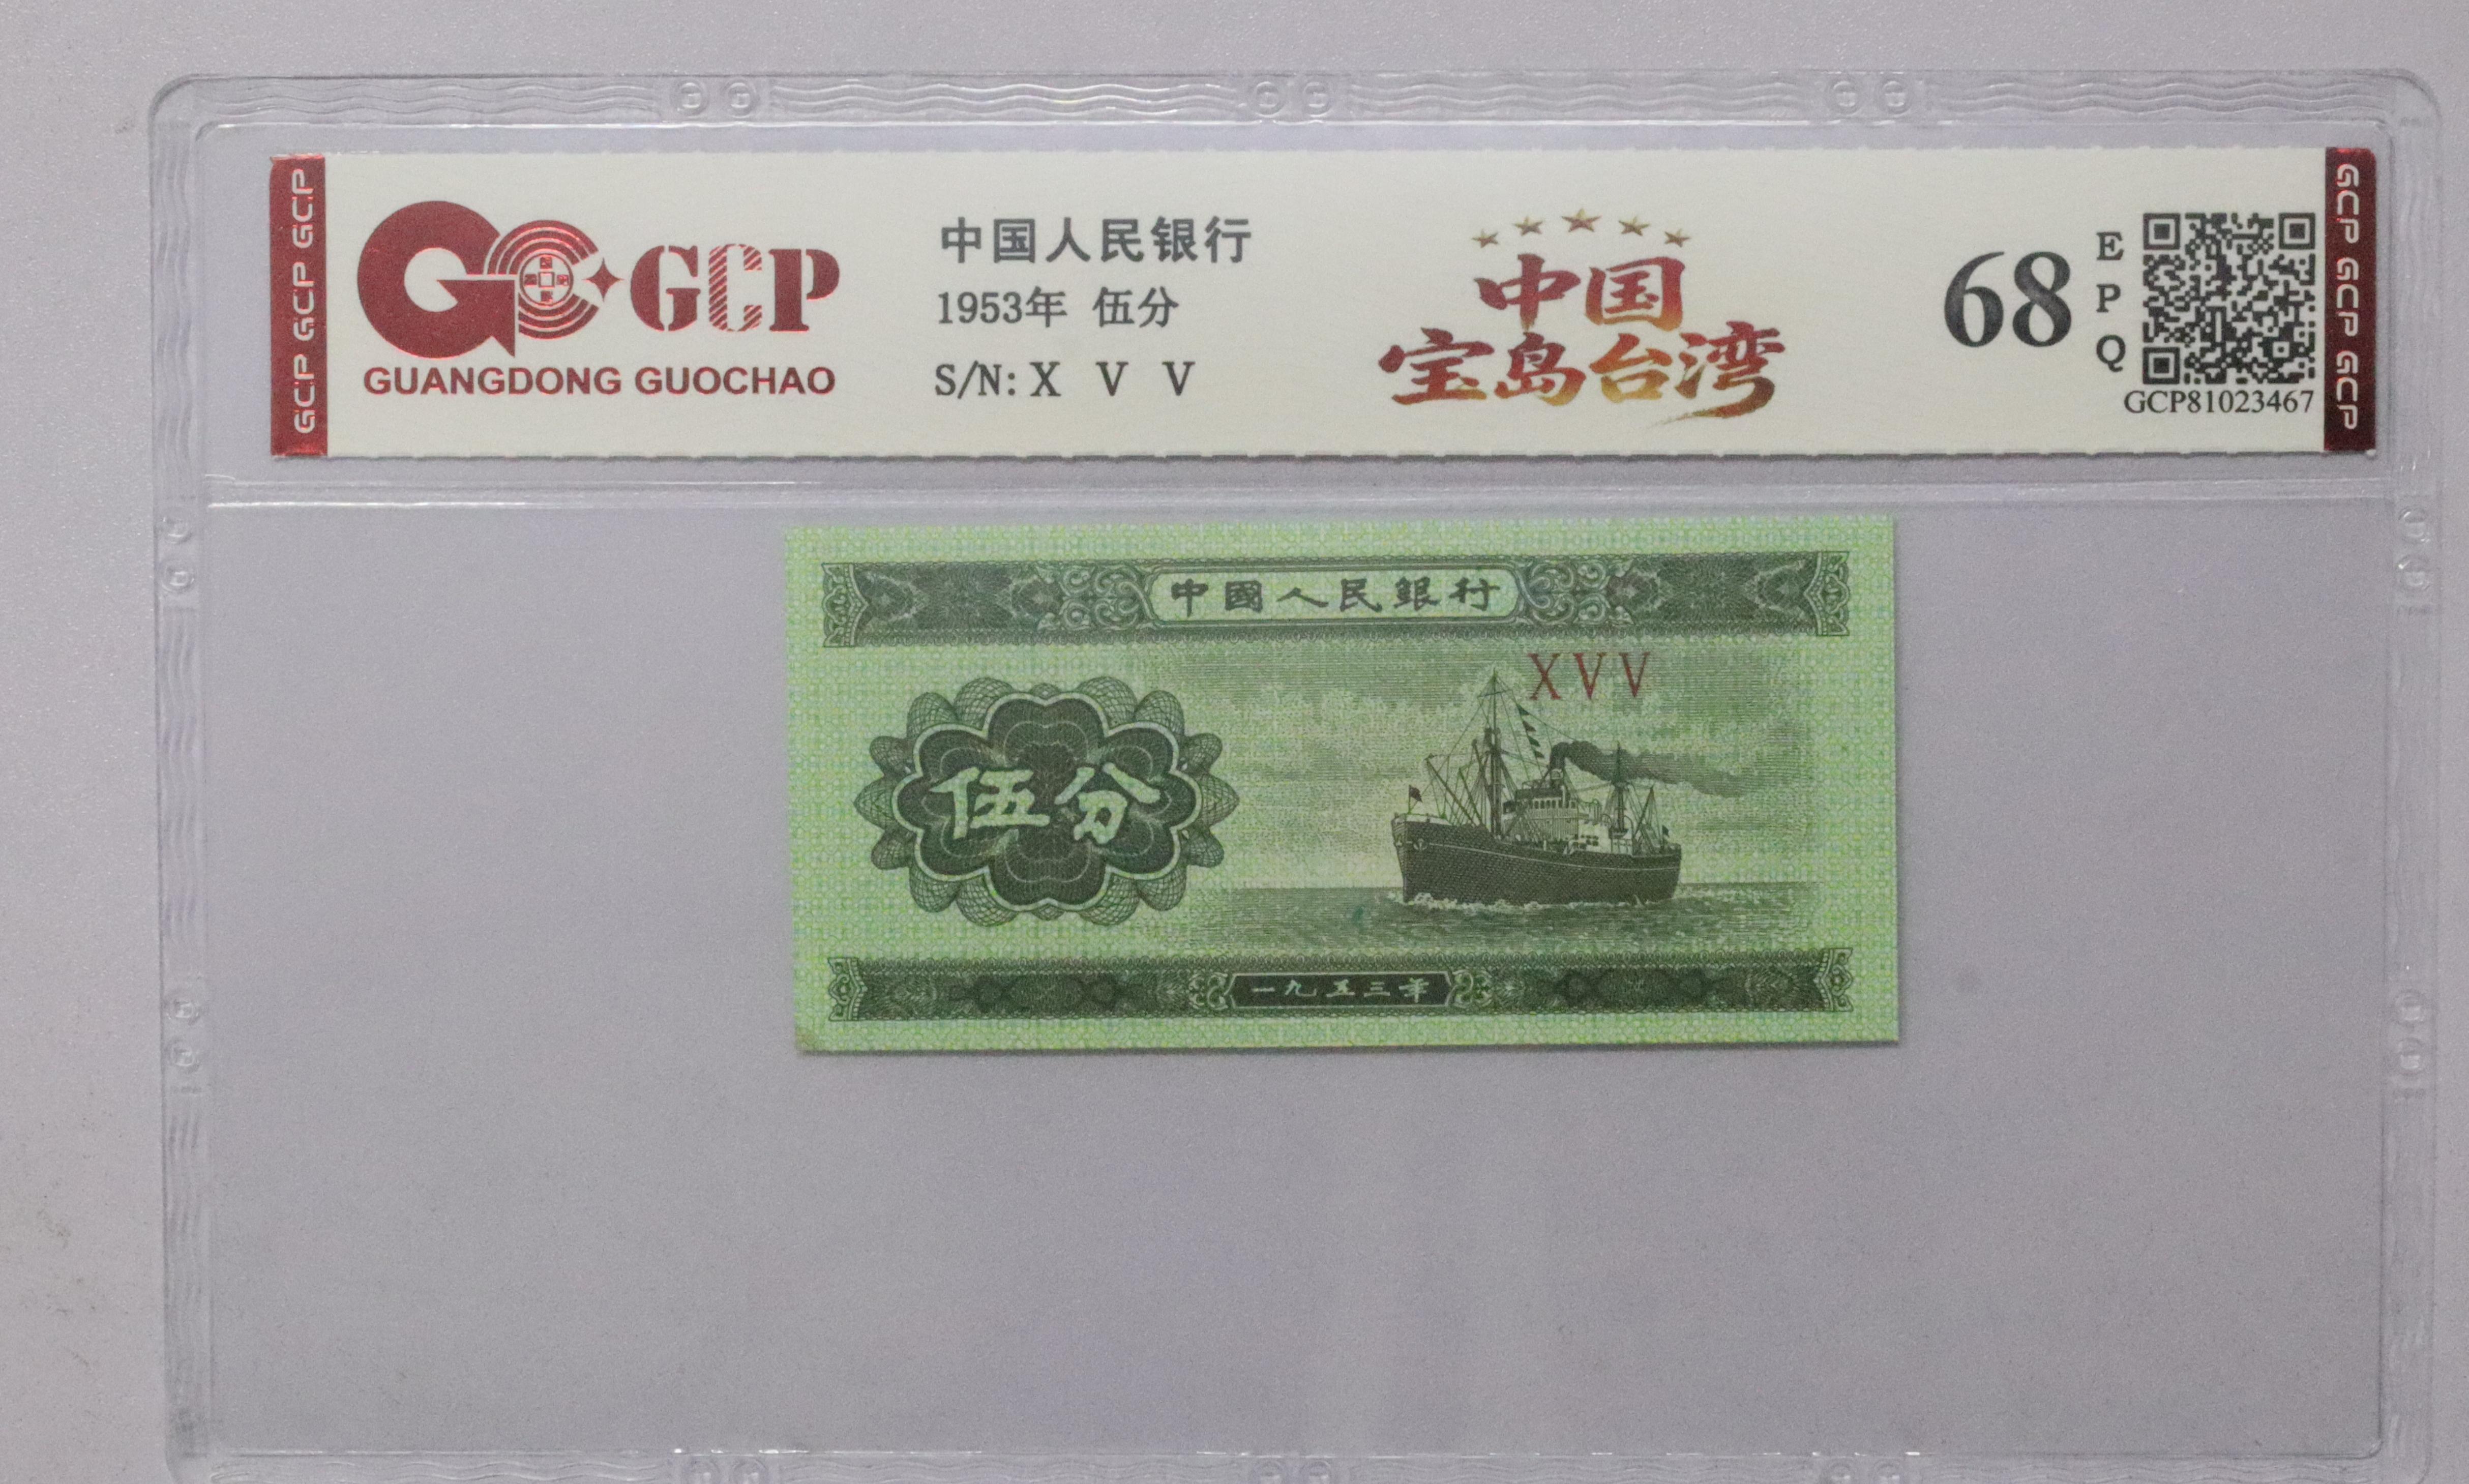 GCP GCP GCP
GCP
GUANGDONG GUOCHAO
中国人民银行
1953年 伍分
S/N: X V V
中国
宝岛台湾
68
E
P
Q
GCP81023467
GCP GCP GCP
中國人民銀行
XVV
伍分
一九五三年